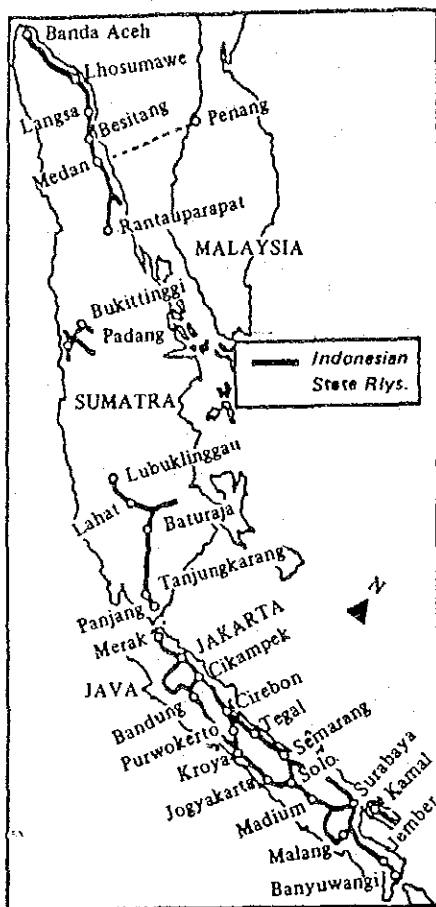 Banda Aceh
Lhosumawe
Langsa
Besitang
Penang
Medan
Rantauparapat
MALAYSIA
Bukittinggi
Padang
Indonesian
State Rlys.
SUMATRA
Lubuklinggau
Lahat
Baturaja
Tanjungkarang
Panjang
N
Merak
JAKARTA
Cikampek
JAVA
Bandung
Cirebon
Tegal
Purwokerto
Semarang
Kroya
Solo
Surabaya
Kamal
Jogyakarta
Madium
Jember
Malang
Banyuwangi